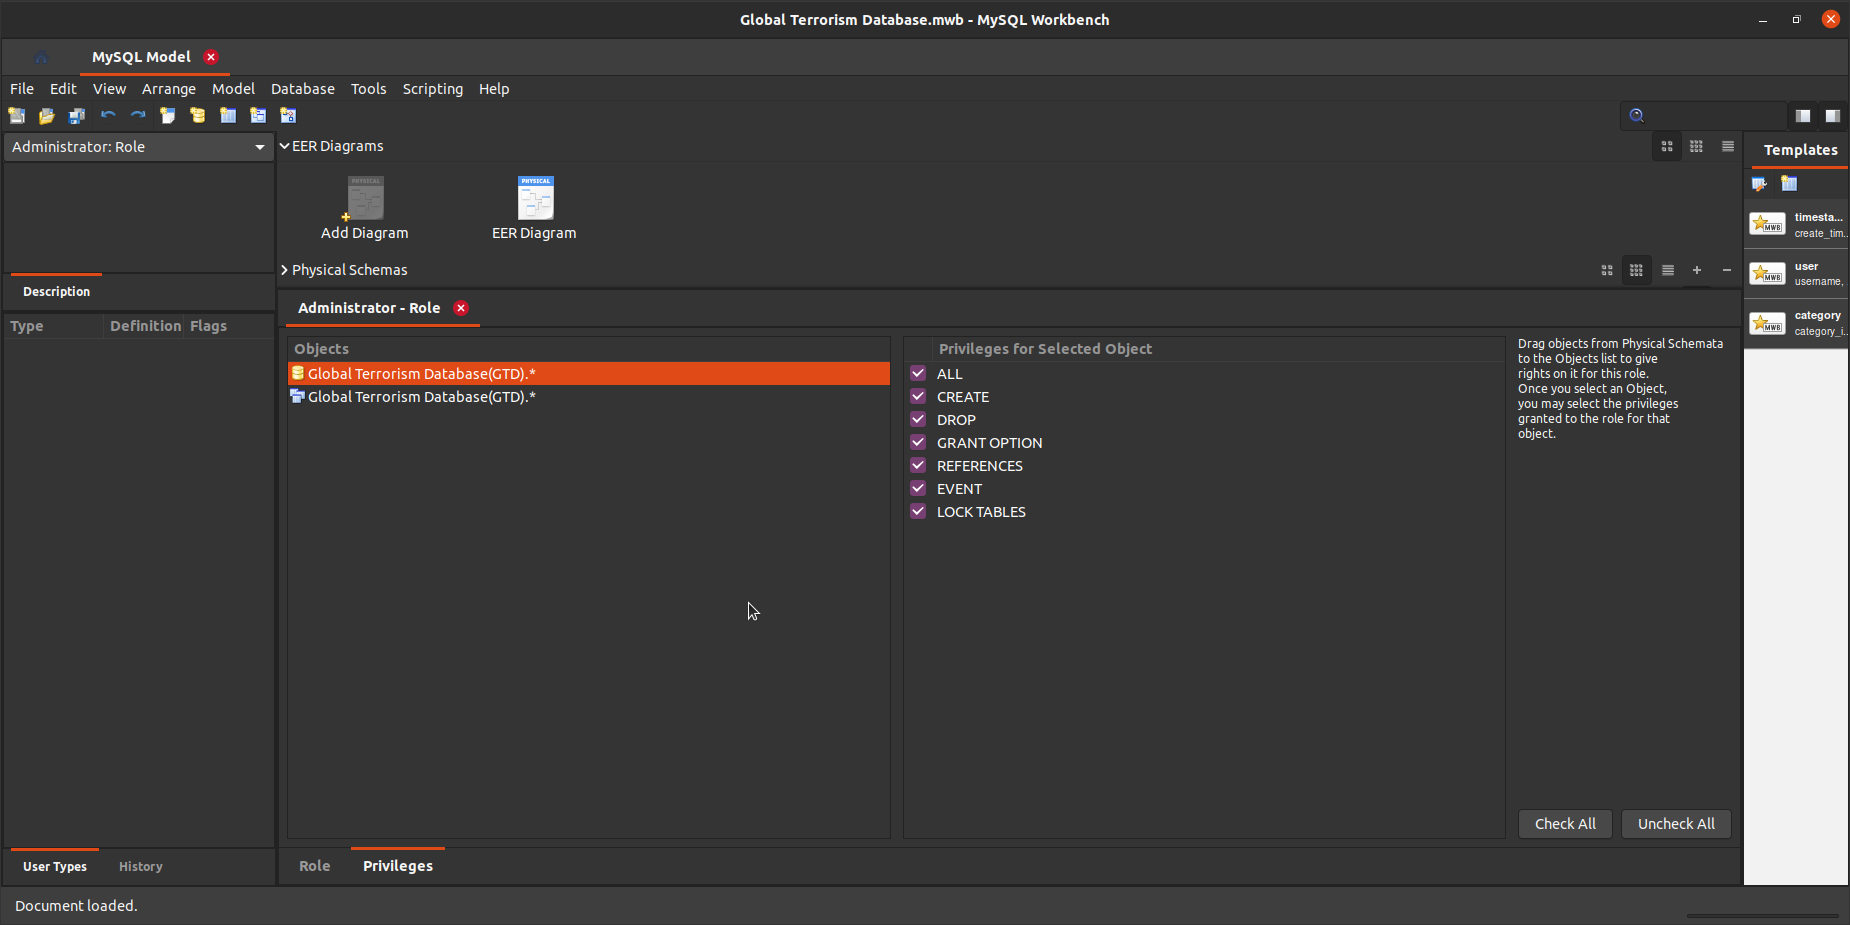 Global Terrorism Database.mwb - MySQL Workbench
MySQL Model
File Edit View Arrange Model Database Tools Scripting Help
Administrator: Role
Description
Type Definition Flags
User Types History
EER Diagrams
PHYSICAL
Add Diagram
PHYSICAL
EER Diagram
Physical Schemas
Administrator - Role
Objects
Global Terrorism Database(GTD).*
Global Terrorism Database(GTD).*
Privileges for Selected Object
ALL
CREATE
DROP
GRANT OPTION
REFERENCES
EVENT
LOCK TABLES
Drag objects from Physical Schemata
to the Objects list to give
rights on it for this role.
Once you select an Object,
you may select the privileges
granted to the role for that
object.
Check All Uncheck All
Role Privileges
Templates
MWB
timesta...
create_tim..
MWB
user
username,
MWB
category
category_i..
Document loaded.